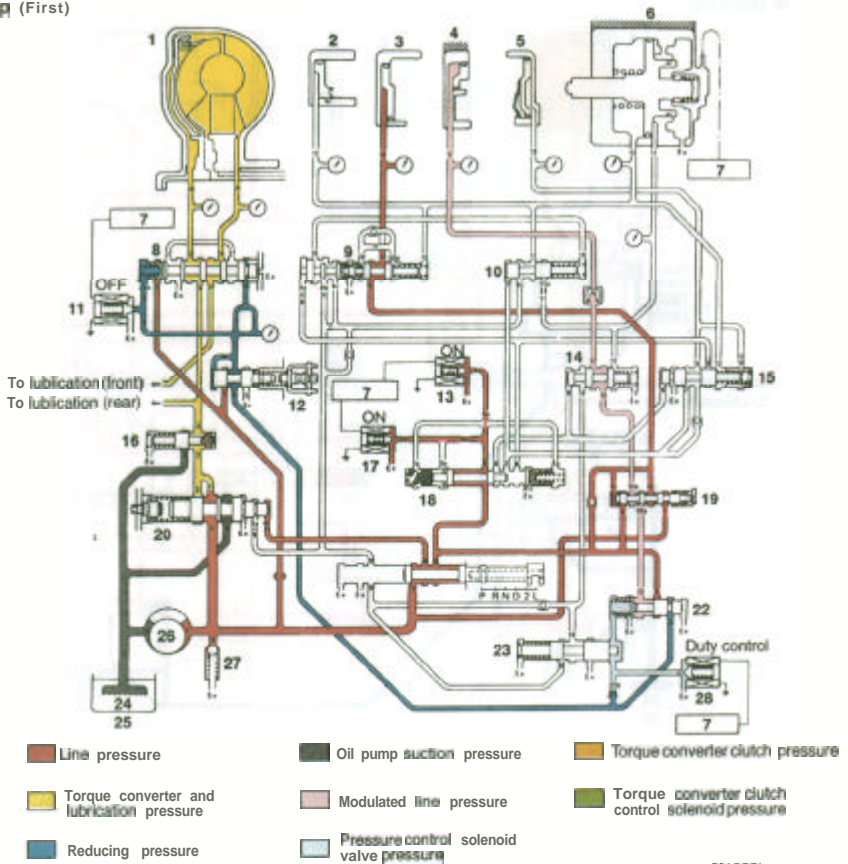 (First)
1
2
3
4
5
6
7
7
8
9
10
OFF
11
ON
13
14
15
12
7
To lublication (front)
To lublication (rear)
ON
16
17
18
19
20
P R N D 2 L
22
23
26
27
Duty control
28
24
25
7
Line pressure
Oil pump suction pressure
Torque converter clutch pressure
Torque converter and
lubrication pressure
Modulated line pressure
Torque converter clutch
control solenoid pressure
Reducing pressure
Pressure control solenoid
valve pressure